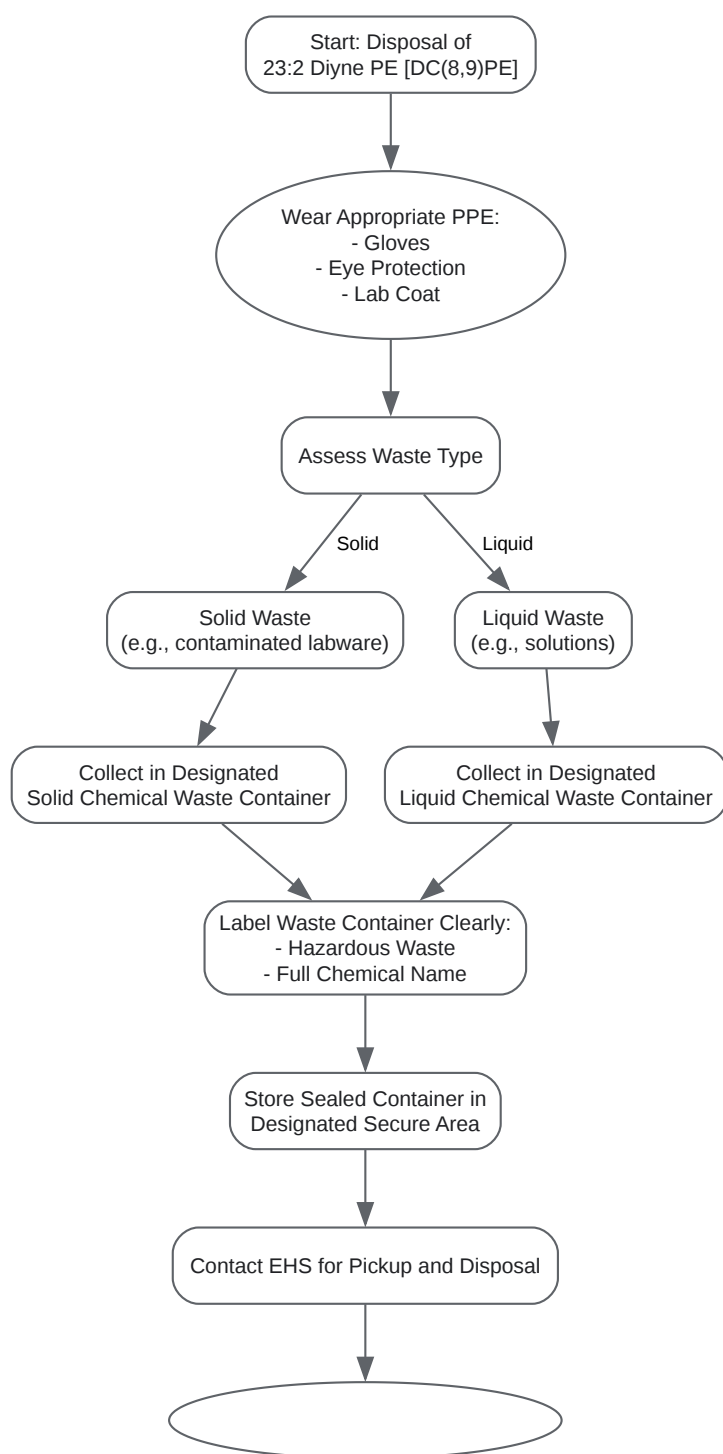 Start: Disposal of
23:2 Diyne PE [DC(8,9)PE]
Wear Appropriate PPE:
- Gloves
- Eye Protection
- Lab Coat
Assess Waste Type
Solid
Liquid
Solid Waste
(e.g., contaminated labware)
Liquid Waste
(e.g., solutions)
Collect in Designated
Solid Chemical Waste Container
Collect in Designated
Liquid Chemical Waste Container
Label Waste Container Clearly:
- Hazardous Waste
- Full Chemical Name
Store Sealed Container in
Designated Secure Area
Contact EHS for Pickup and Disposal